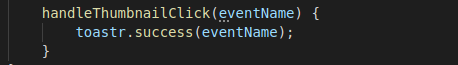 handleThumbnailClick(eventName) {
toastr.success(eventName);
}